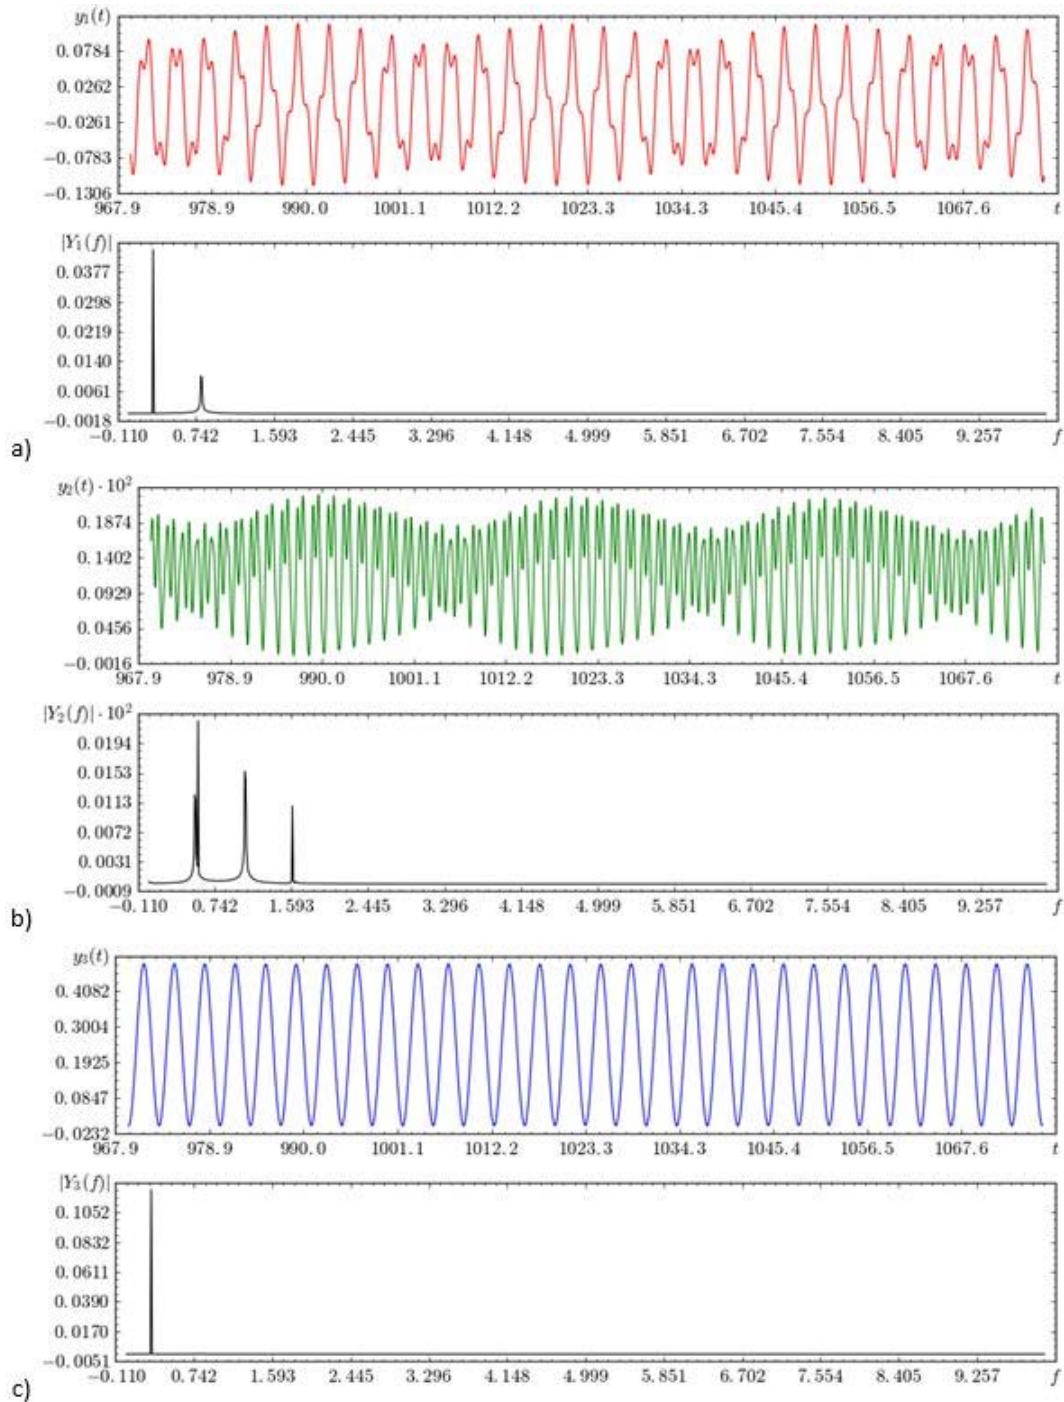 y₁(t)
0.0784
0.0262
−0.0261
−0.0783
−0.1306
967.9 978.9 990.0 1001.1 1012.2 1023.3 1034.3 1045.4 1056.5 1067.6 t
|Y₁(f)|
0.0377
0.0298
0.0219
0.0140
0.0061
−0.0018
−0.110 0.742 1.593 2.445 3.296 4.148 4.999 5.851 6.702 7.554 8.405 9.257 f
a)
y₂(t) · 10²
0.1874
0.1402
0.0929
0.0456
−0.0016
967.9 978.9 990.0 1001.1 1012.2 1023.3 1034.3 1045.4 1056.5 1067.6 t
|Y₂(f)| · 10²
0.0194
0.0153
0.0113
0.0072
0.0031
−0.0009
−0.110 0.742 1.593 2.445 3.296 4.148 4.999 5.851 6.702 7.554 8.405 9.257 f
b)
y₃(t)
0.4082
0.3004
0.1925
0.0847
−0.0232
967.9 978.9 990.0 1001.1 1012.2 1023.3 1034.3 1045.4 1056.5 1067.6 t
|Y₃(f)|
0.1052
0.0832
0.0611
0.0390
0.0170
−0.0051
−0.110 0.742 1.593 2.445 3.296 4.148 4.999 5.851 6.702 7.554 8.405 9.257 f
c)